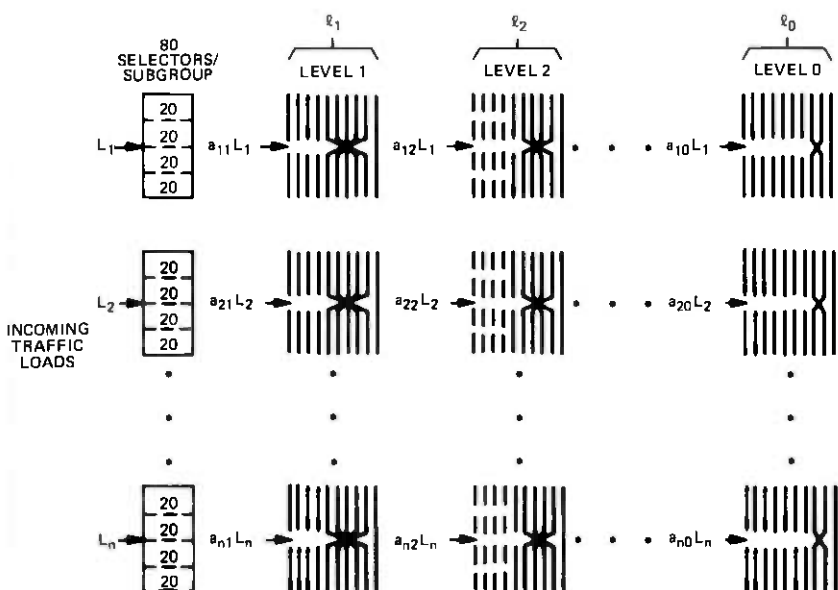 80
SELECTORS/
SUBGROUP
ℓ1
LEVEL 1
ℓ2
LEVEL 2
ℓ0
LEVEL 0
L1
20
20
20
20
a11L1
a12L1
a10L1
L2
20
20
20
20
a21L2
a22L2
a20L2
INCOMING
TRAFFIC
LOADS
Ln
20
20
20
20
an1Ln
an2Ln
an0Ln